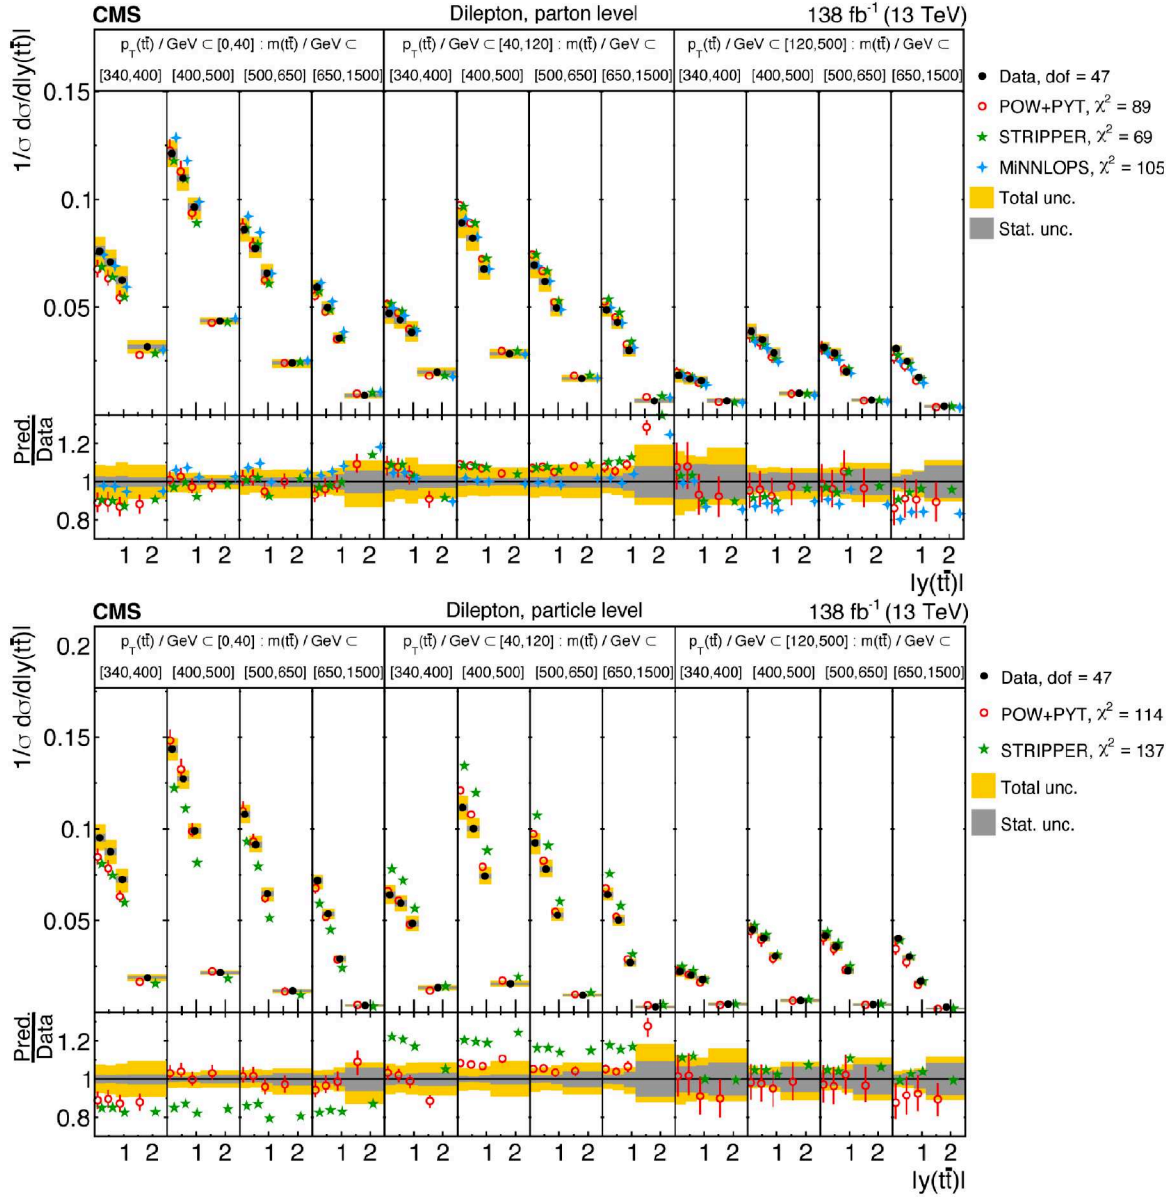 CMS Dilepton, parton level 138 fb⁻¹ (13 TeV)
p_T(tt̄) / GeV ⊂ [0,40] : m(tt̄) / GeV ⊂ p_T(tt̄) / GeV ⊂ [40,120] : m(tt̄) / GeV ⊂ p_T(tt̄) / GeV ⊂ [120,500] : m(tt̄) / GeV ⊂
[340,400] [400,500] [500,650] [650,1500] [340,400] [400,500] [500,650] [650,1500] [340,400] [400,500] [500,650] [650,1500]
1/σ dσ/d|y(tt̄)|
0.15
0.1
0.05
Data, dof = 47
POW+PYT, χ² = 89
STRIPPER, χ² = 69
MiNNLOPS, χ² = 105
Total unc.
Stat. unc.
Pred.
Data
1.2
1
0.8
1 2 1 2 1 2 1 2 1 2 1 2 1 2 1 2 1 2 1 2 1 2 1 2
|y(tt̄)|
CMS Dilepton, particle level 138 fb⁻¹ (13 TeV)
p_T(tt̄) / GeV ⊂ [0,40] : m(tt̄) / GeV ⊂ p_T(tt̄) / GeV ⊂ [40,120] : m(tt̄) / GeV ⊂ p_T(tt̄) / GeV ⊂ [120,500] : m(tt̄) / GeV ⊂
[340,400] [400,500] [500,650] [650,1500] [340,400] [400,500] [500,650] [650,1500] [340,400] [400,500] [500,650] [650,1500]
1/σ dσ/d|y(tt̄)|
0.2
0.15
0.1
0.05
Data, dof = 47
POW+PYT, χ² = 114
STRIPPER, χ² = 137
Total unc.
Stat. unc.
Pred.
Data
1.2
1
0.8
1 2 1 2 1 2 1 2 1 2 1 2 1 2 1 2 1 2 1 2 1 2 1 2
|y(tt̄)|